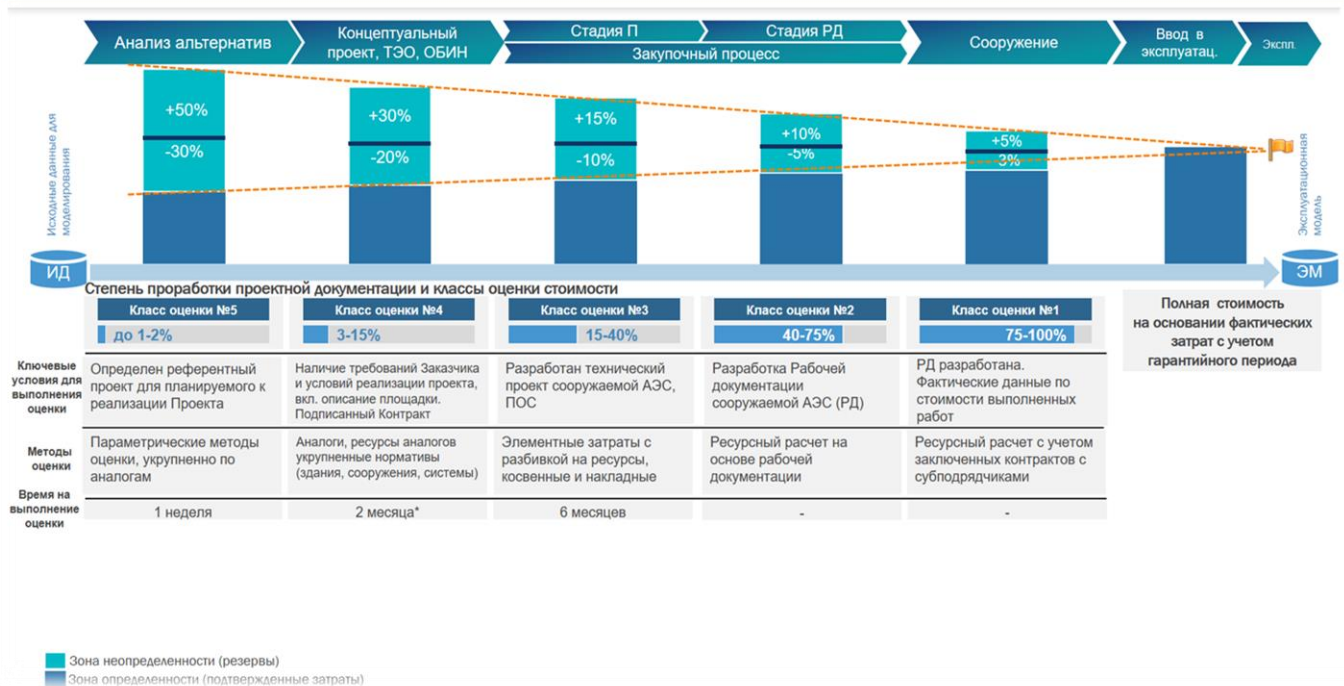 Анализ альтернатив
Концептуальный
проект, ТЭО, ОБИН
Стадия П
Стадия РД
Закупочный процесс
Сооружение
Ввод в
эксплуатац.
Экспл.
Исходные данные для
моделирования
+50%
-30%
+30%
-20%
+15%
-10%
+10%
-5%
+5%
-3%
Эксплуатационная
модель
ИД
ЭМ
Степень проработки проектной документации и классы оценки стоимости
Класс оценки №5
Класс оценки №4
Класс оценки №3
Класс оценки №2
Класс оценки №1
до 1-2%
3-15%
15-40%
40-75%
75-100%
Полная стоимость
на основании фактических
затрат с учетом
гарантийного периода
Ключевые
условия для
выполнения
оценки
Определен референтный
проект для планируемого к
реализации Проекта
Наличие требований Заказчика
и условий реализации проекта,
вкл. описание площадки.
Подписанный Контракт
Разработан технический
проект сооружаемой АЭС,
ПОС
Разработка Рабочей
документации
сооружаемой АЭС (РД)
РД разработана.
Фактические данные по
стоимости выполненных
работ
Методы
оценки
Параметрические методы
оценки, укрупненно по
аналогам
Аналоги, ресурсы аналогов
укрупненные нормативы
(здания, сооружения, системы)
Элементные затраты с
разбивкой на ресурсы,
косвенные и накладные
Ресурсный расчет на
основе рабочей
документации
Ресурсный расчет с учетом
заключенных контрактов с
субподрядчиками
Время на
выполнение
оценки
1 неделя
2 месяца*
6 месяцев
-
-
Зона неопределенности (резервы)
Зона определенности (подтвержденные затраты)